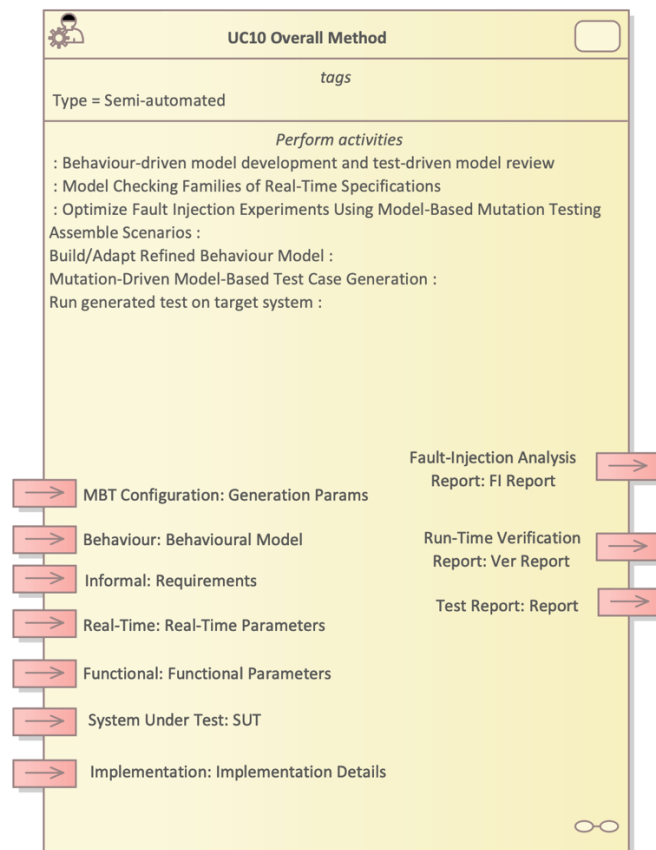 UC10 Overall Method
tags
Type = Semi-automated
Perform activities
: Behaviour-driven model development and test-driven model review
: Model Checking Families of Real-Time Specifications
: Optimize Fault Injection Experiments Using Model-Based Mutation Testing
Assemble Scenarios :
Build/Adapt Refined Behaviour Model :
Mutation-Driven Model-Based Test Case Generation :
Run generated test on target system :
MBT Configuration: Generation Params
Behaviour: Behavioural Model
Informal: Requirements
Real-Time: Real-Time Parameters
Functional: Functional Parameters
System Under Test: SUT
Implementation: Implementation Details
Fault-Injection Analysis
Report: FI Report
Run-Time Verification
Report: Ver Report
Test Report: Report